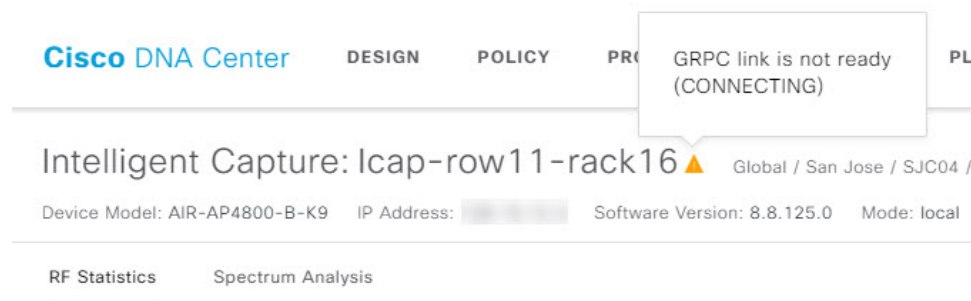 Cisco DNA Center DESIGN POLICY PL
GRPC link is not ready
(CONNECTING)
Intelligent Capture: Icap-row11-rack16 Global / San Jose / SJC04 /
Device Model: AIR-AP4800-B-K9 IP Address: Software Version: 8.8.125.0 Mode: local
RF Statistics Spectrum Analysis